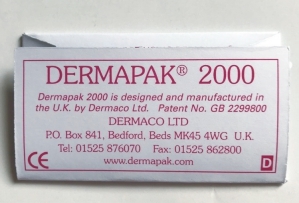 DERMAPAK® 2000
Dermapak 2000 is designed and manufactured in
the U.K. by Dermaco Ltd. Patent No. GB 2299800
DERMACO LTD
P.O. Box 841, Bedford, Beds MK45 4WG U.K.
Tel: 01525 876070 Fax: 01525 862800
www.dermapak.com
CE
D